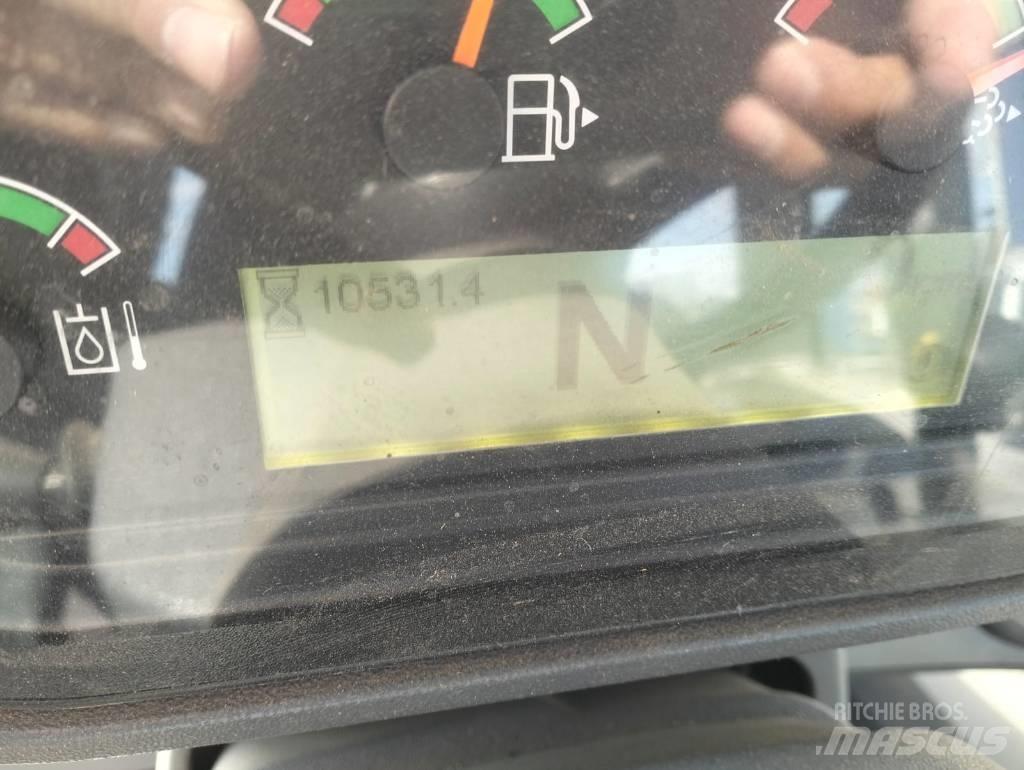 10531.4
N
RITCHIE BROS.
MASCUS